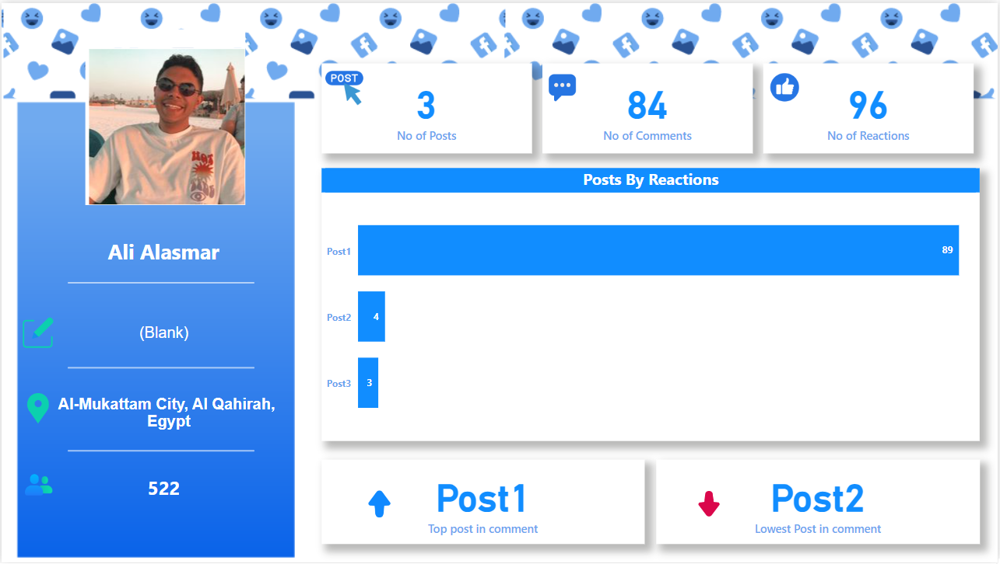 Ali Alasmar
(Blank)
Al-Mukattam City, Al Qahirah,
Egypt
522
POST
3
No of Posts
84
No of Comments
96
No of Reactions
Posts By Reactions
Post1
89
Post2
4
Post3
3
Post1
Top post in comment
Post2
Lowest Post in comment